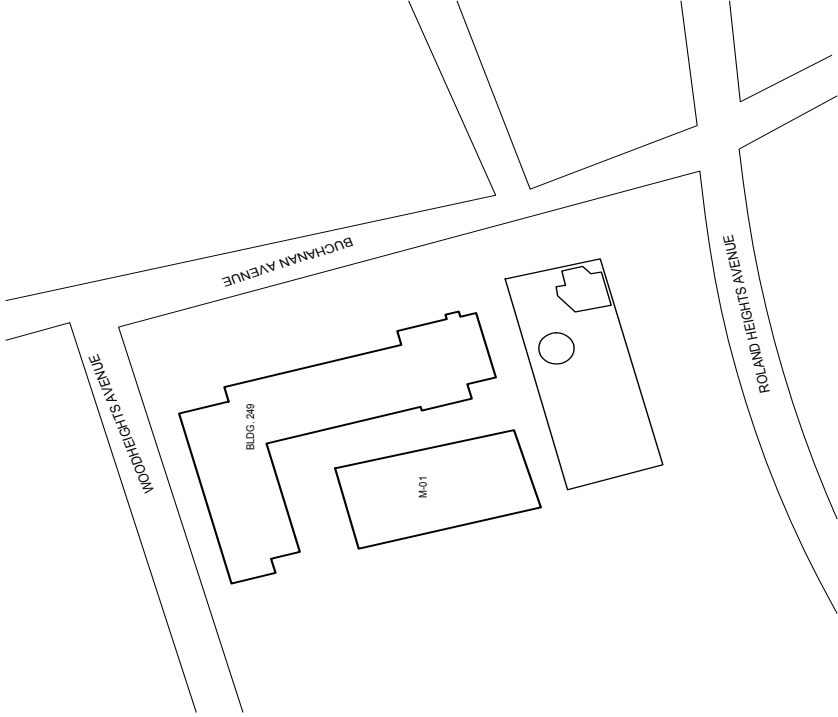 BUCHANAN AVENUE
ROLAND HEIGHTS AVENUE
WOODHEIGHTS AVENUE
BLDG. 249
M-01